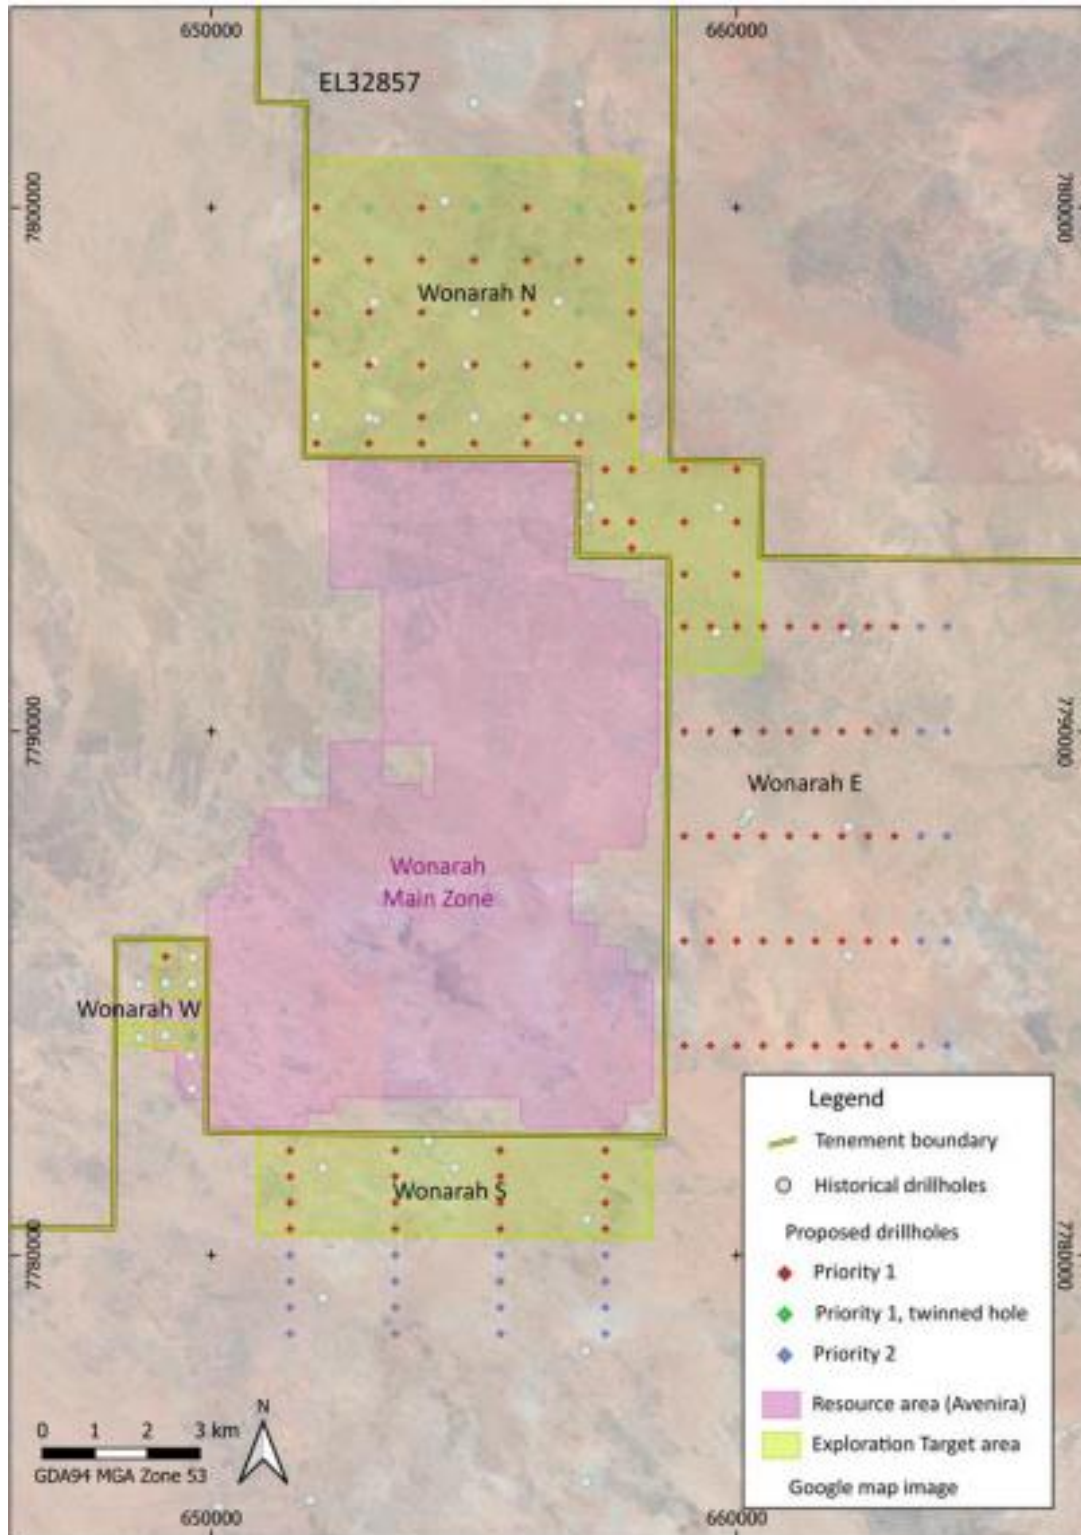 650000
660000
EL32857
7800000
7800000
Wonarah N
7790000
7790000
Wonarah E
Wonarah
Main Zone
Wonarah W
Wonarah S
7780000
7780000
Legend
Tenement boundary
Historical drillholes
Proposed drillholes
Priority 1
Priority 1, twinned hole
Priority 2
Resource area (Avenira)
Exploration Target area
Google map image
N
0 1 2 3 km
GDA94 MGA Zone 53
650000
660000